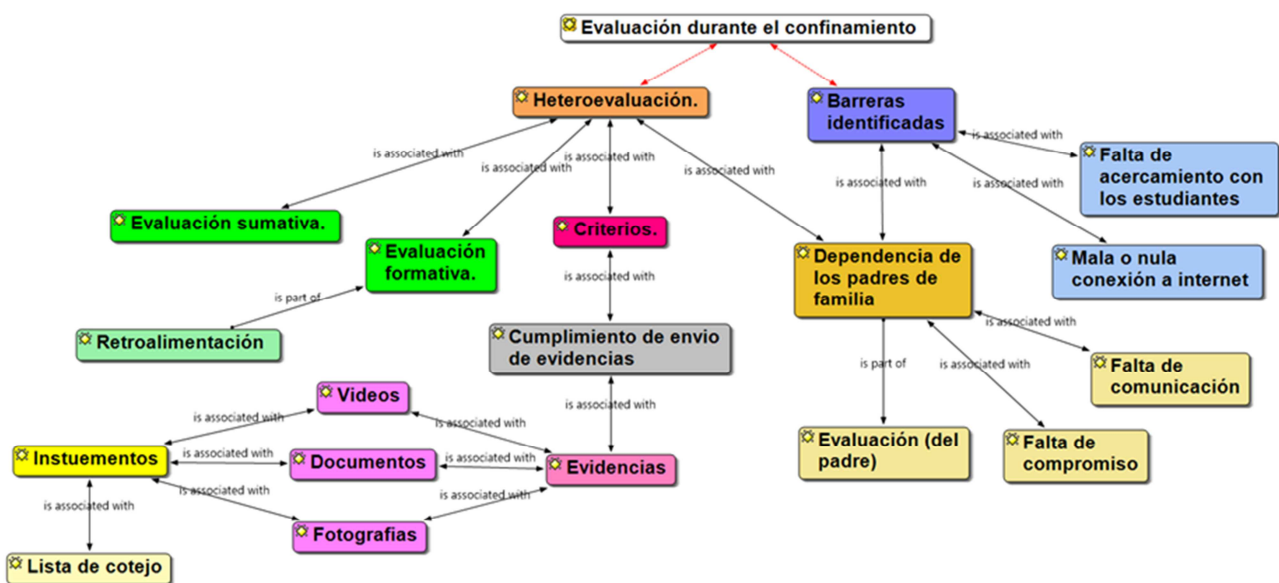 Evaluación durante el confinamiento
Heteroevaluación.
Barreras
identificadas
is associated with
is associated with
is associated with
is associated with
is associated with
is associated with
is associated with
Falta de
acercamiento con
los estudiantes
Evaluación sumativa.
Evaluación
formativa.
Criterios.
Dependencia de
los padres de
familia
Mala o nula
conexión a internet
is part of
is associated with
is associated with
Retroalimentación
Cumplimiento de envio
de evidencias
is part of
is associated with
Falta de
comunicación
Videos
is associated with
is associated with
is associated with
Instuementos
is associated with
Documentos
is associated with
Evidencias
Evaluación (del
padre)
Falta de
compromiso
is associated with
is associated with
is associated with
Fotografias
Lista de cotejo